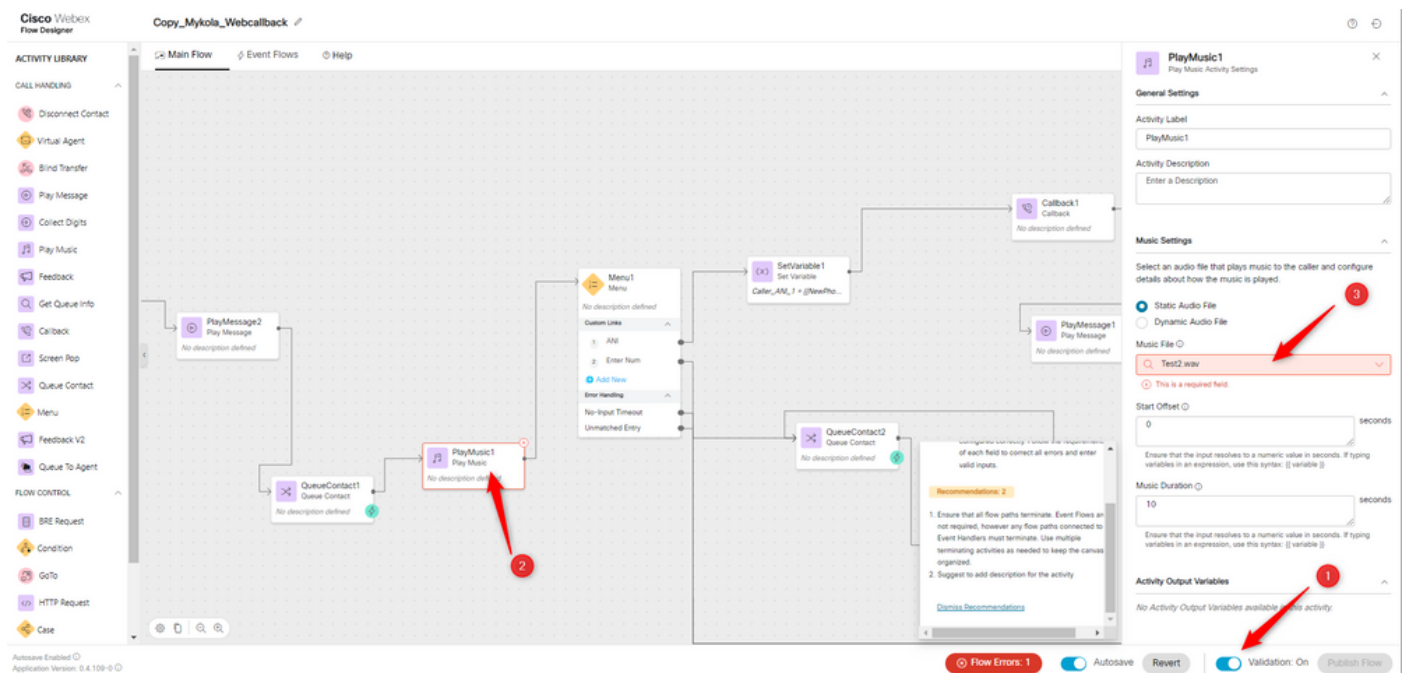 Cisco Webex
Flow Designer
Copy_Mykola_Webcallback
ACTIVITY LIBRARY
CALL HANDLING
Disconnect Contact
Virtual Agent
Blind Transfer
Play Message
Collect Digits
Play Music
Feedback
Get Queue Info
Callback
Screen Pop
Queue Contact
Menu
Feedback V2
Queue To Agent
FLOW CONTROL
BRE Request
Condition
GoTo
HTTP Request
Case
Autosave Enabled
Application Version: 0.4.109-0
Main Flow
Event Flows
Help
PlayMessage2
Play Message
No description defined
QueueContact1
Queue Contact
No description defined
PlayMusic1
Play Music
No description defined
2
Menu1
Menu
No description defined
Custom Links
1 ANI
2 Enter Num
Add New
Error Handling
No-Input Timeout
Unmatched Entry
SetVariable1
Set Variable
Caller_ANI_1 = {{NewPho...
Callback1
Callback
No description defined
PlayMessage1
Play Message
No description defined
QueueContact2
Queue Contact
No description defined
configured correctly. Follow the requirement
of each field to correct all errors and enter
valid inputs.
Recommendations: 2
1. Ensure that all flow paths terminate. Event Flows are
not required, however any flow paths connected to
Event Handlers must terminate. Use multiple
terminating activities as needed to keep the canvas
organized.
2. Suggest to add description for the activity
Dismiss Recommendations
PlayMusic1
Play Music Activity Settings
General Settings
Activity Label
PlayMusic1
Activity Description
Enter a Description
Music Settings
Select an audio file that plays music to the caller and configure
details about how the music is played.
3
Static Audio File
Dynamic Audio File
Music File
Test2.wav
This is a required field.
Start Offset
0
seconds
Ensure that the input resolves to a numeric value in seconds. If typing
variables in an expression, use this syntax: {{ variable }}
Music Duration
10
seconds
Ensure that the input resolves to a numeric value in seconds. If typing
variables in an expression, use this syntax: {{ variable }}
1
Activity Output Variables
No Activity Output Variables available in this activity.
Flow Errors: 1
Autosave
Revert
Validation: On
Publish Flow